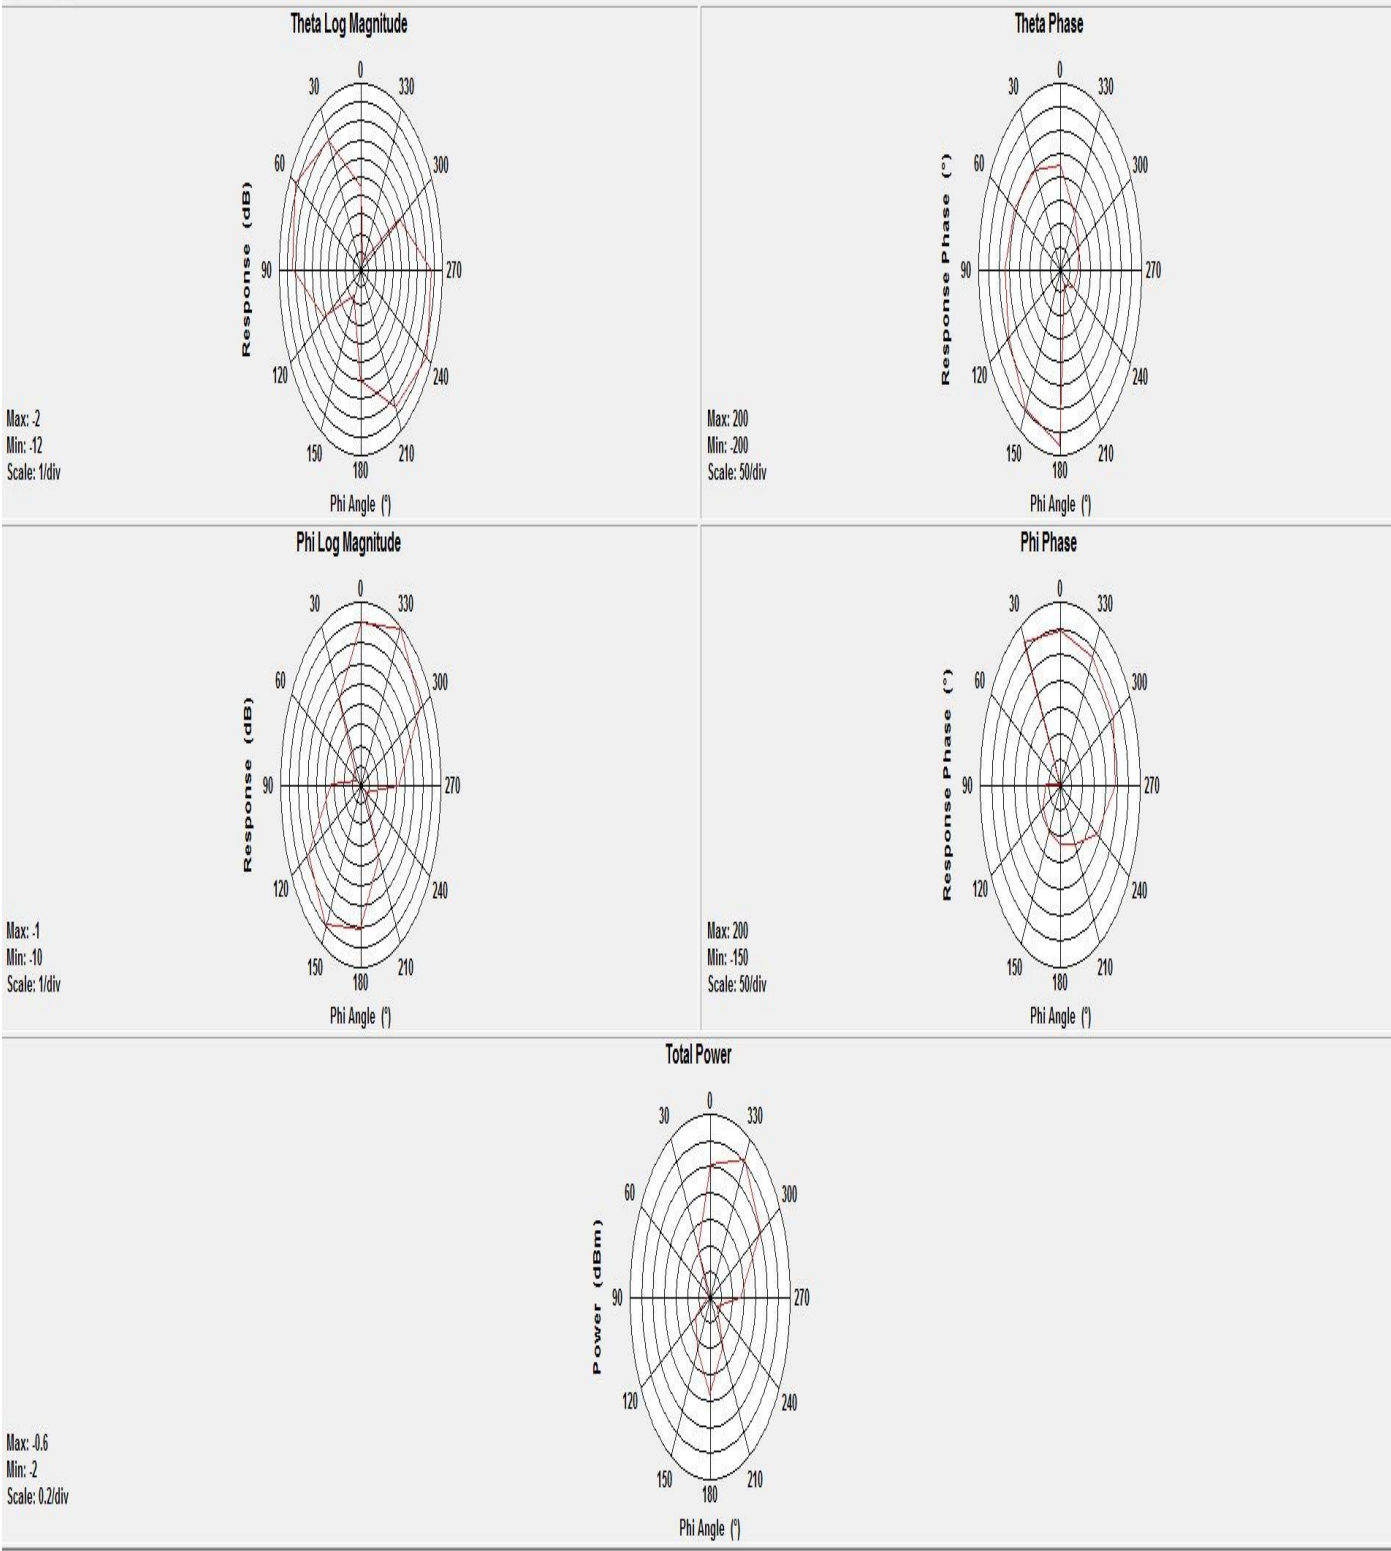 Theta Log Magnitude
0
30
330
60
300
Response (dB)
90
270
120
240
150
210
180
Max: -2
Min: -12
Scale: 1/div
Phi Angle (°)
Theta Phase
0
30
330
60
300
Response Phase (°)
90
270
120
240
150
210
180
Max: 200
Min: -200
Scale: 50/div
Phi Angle (°)
Phi Log Magnitude
0
30
330
60
300
Response (dB)
90
270
120
240
150
210
180
Max: -1
Min: -10
Scale: 1/div
Phi Angle (°)
Phi Phase
0
30
330
60
300
Response Phase (°)
90
270
120
240
150
210
180
Max: 200
Min: -150
Scale: 50/div
Phi Angle (°)
Total Power
0
30
330
60
300
Power (dBm)
90
270
120
240
150
210
180
Max: -0.6
Min: -2
Scale: 0.2/div
Phi Angle (°)